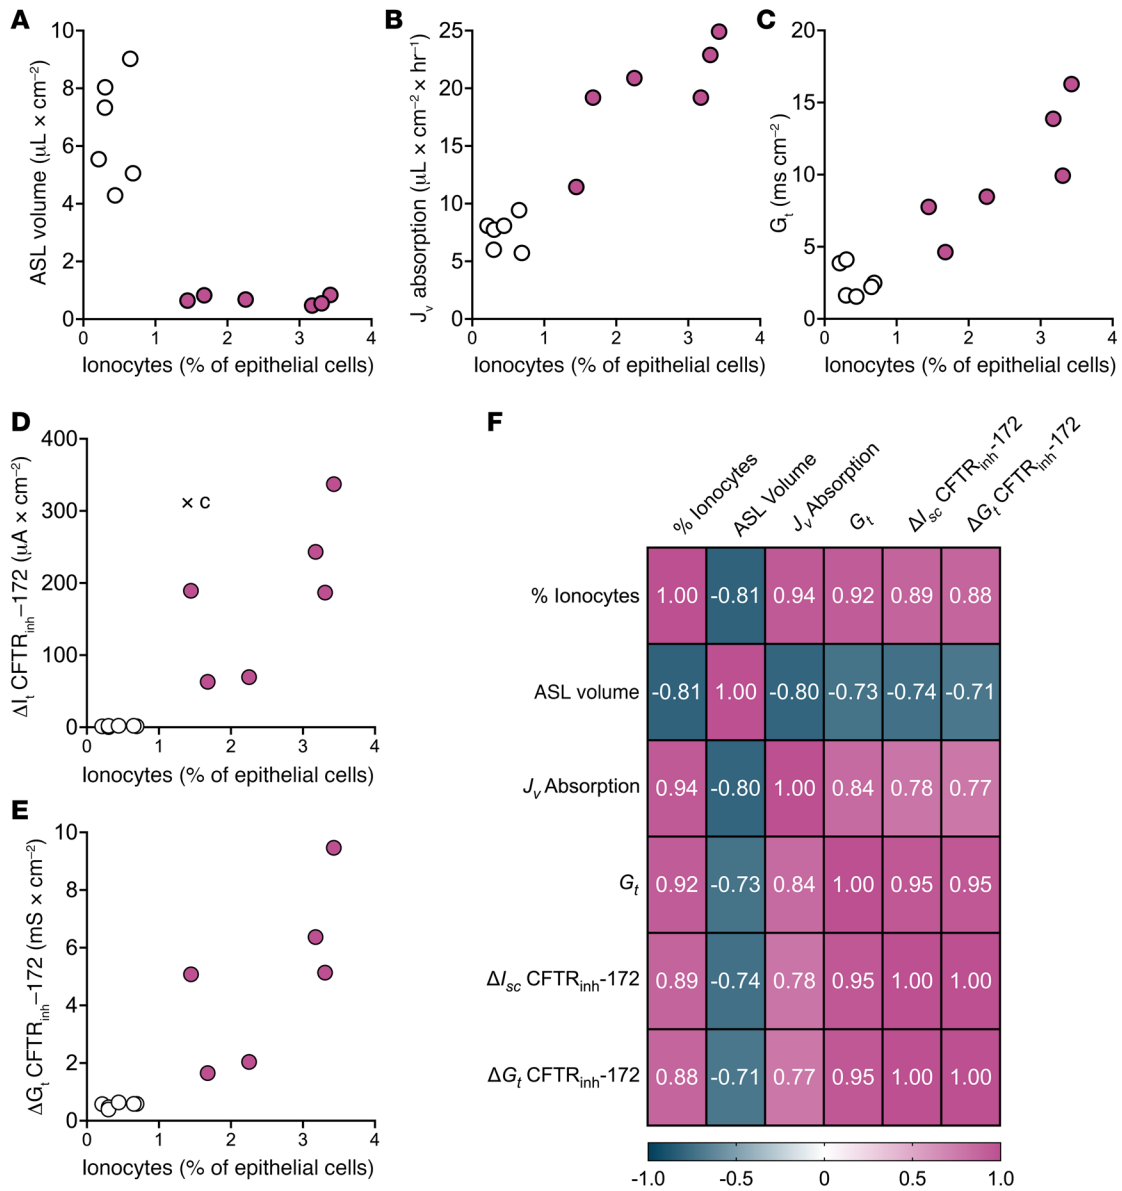 A
10
8
6
4
2
0
ASL volume (μL × cm⁻²)
0 1 2 3 4
Ionocytes (% of epithelial cells)
B
25
20
15
10
5
0
Jᵥ absorption (μL × cm⁻² × hr⁻¹)
0 1 2 3 4
Ionocytes (% of epithelial cells)
C
20
15
10
5
0
Gₜ (ms cm⁻²)
0 1 2 3 4
Ionocytes (% of epithelial cells)
D
400
300
200
100
0
ΔIₜ CFTRinh–172 (μA × cm⁻²)
× c
0 1 2 3 4
Ionocytes (% of epithelial cells)
E
10
8
6
4
2
0
ΔGₜ CFTRinh–172 (mS × cm⁻²)
0 1 2 3 4
Ionocytes (% of epithelial cells)
F
% Ionocytes
ASL Volume
Jᵥ Absorption
Gₜ
ΔIsc CFTRinh-172
ΔGₜ CFTRinh-172
% Ionocytes 1.00 -0.81 0.94 0.92 0.89 0.88
ASL volume -0.81 1.00 -0.80 -0.73 -0.74 -0.71
Jᵥ Absorption 0.94 -0.80 1.00 0.84 0.78 0.77
Gₜ 0.92 -0.73 0.84 1.00 0.95 0.95
ΔIsc CFTRinh-172 0.89 -0.74 0.78 0.95 1.00 1.00
ΔGₜ CFTRinh-172 0.88 -0.71 0.77 0.95 1.00 1.00
-1.0 -0.5 0 0.5 1.0